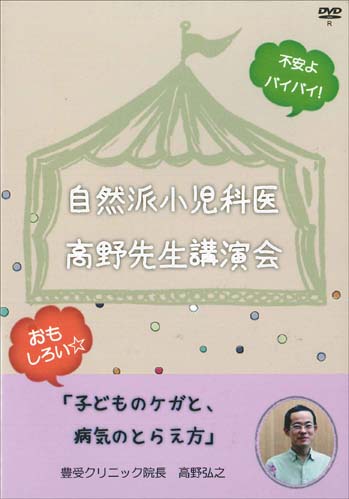 DVD
R
不安よ
バイバイ!
自然派小児科医
高野先生講演会
おも
しろい☆
「子どものケガと、
病気のとらえ方」
豊受クリニック院長　高野弘之